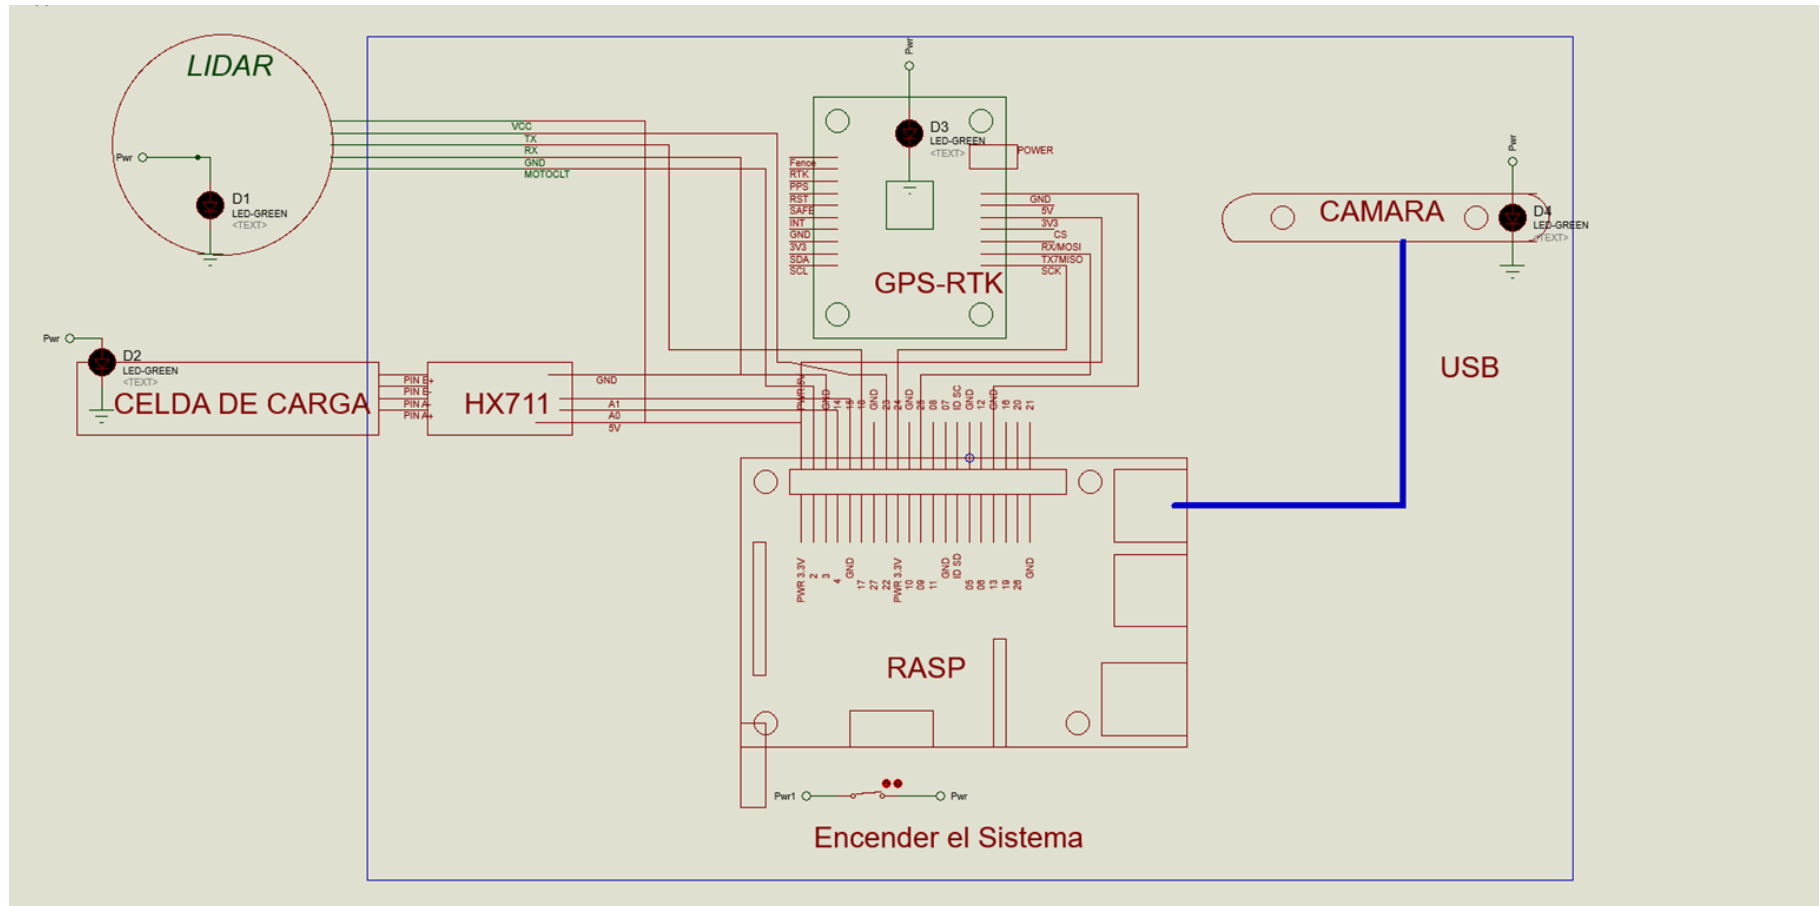 LIDAR
Pwr
D1
LED-GREEN
<TEXT>
VCC
TX
RX
GND
MOTOCLT
Pwr
D3
LED-GREEN
<TEXT>
POWER
Fence
RTK
PPS
RST
SAFE
INT
GND
3V3
SDA
SCL
GND
5V
3V3
CS
RX/MOSI
TX7MISO
SCK
GPS-RTK
Pwr
CAMARA
D4
LED-GREEN
<TEXT>
USB
Pwr
D2
LED-GREEN
<TEXT>
CELDA DE CARGA
PIN E+
PIN E-
PIN A-
PIN A+
HX711
GND
A1
A0
5V
PWR 5V
GND
14
15
18
GND
23
24
GND
25
08
07
ID SC
GND
12
GND
16
20
21
PWR 3.3V
2
3
4
GND
17
27
22
PWR 3.3V
10
09
11
GND
ID SD
05
06
13
19
26
GND
RASP
Pwr1
Pwr
Encender el Sistema